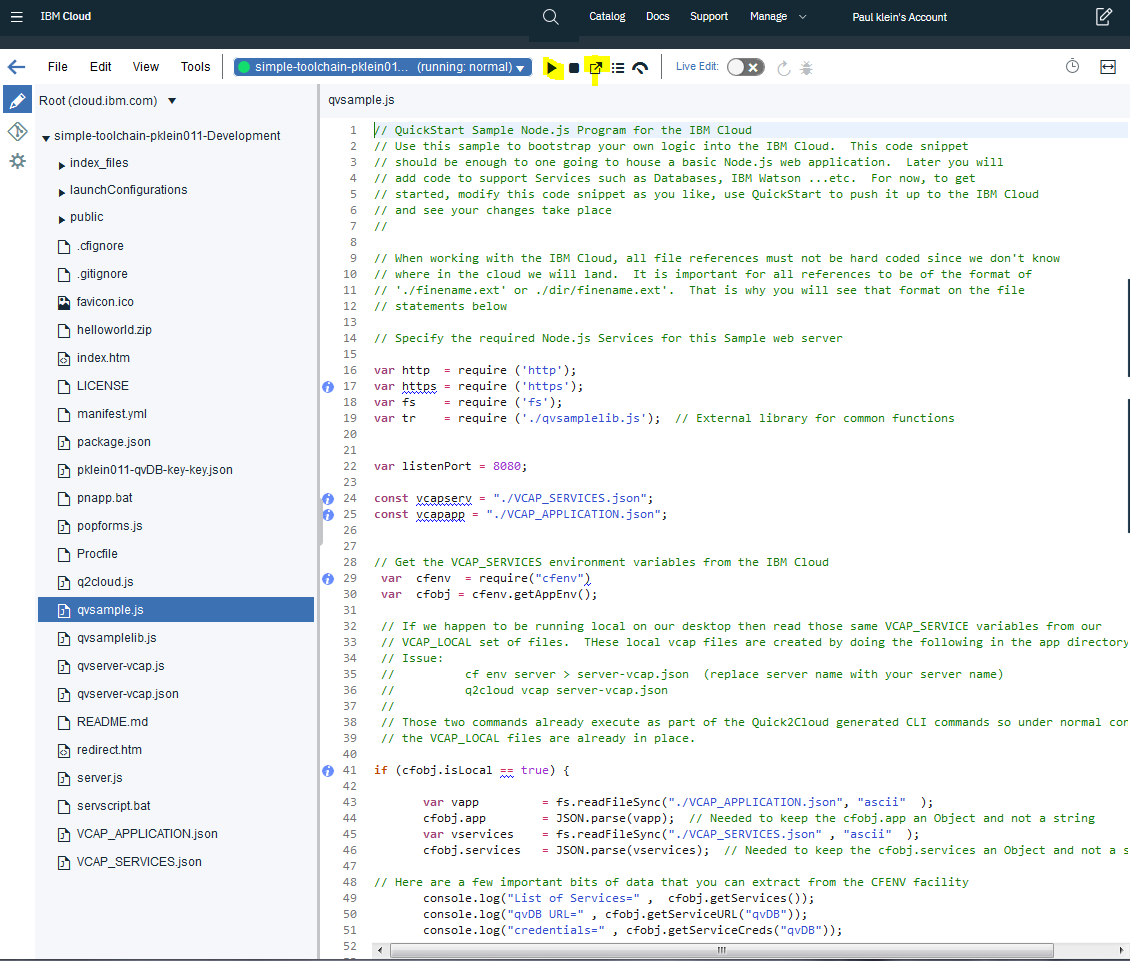 IBM Cloud
Catalog Docs Support Manage Paul klein's Account
File Edit View Tools simple-toolchain-pklein01... (running: normal) Live Edit:
Root (cloud.ibm.com)
simple-toolchain-pklein011-Development
index_files
launchConfigurations
public
.cfignore
.gitignore
favicon.ico
helloworld.zip
index.htm
LICENSE
manifest.yml
package.json
pklein011-qvDB-key-key.json
pnapp.bat
popforms.js
Procfile
q2cloud.js
qvsample.js
qvsamplelib.js
qvserver-vcap.js
qvserver-vcap.json
README.md
redirect.htm
server.js
servscript.bat
VCAP_APPLICATION.json
VCAP_SERVICES.json
qvsample.js
1 // QuickStart Sample Node.js Program for the IBM Cloud
2 // Use this sample to bootstrap your own logic into the IBM Cloud.  This code snippet
3 // should be enough to one going to house a basic Node.js web application.  Later you will
4 // add code to support Services such as Databases, IBM Watson ...etc.  For now, to get
5 // started, modify this code snippet as you like, use QuickStart to push it up to the IBM Cloud
6 // and see your changes take place
7 //
8
9 // When working with the IBM Cloud, all file references must not be hard coded since we don't know
10 // where in the cloud we will land.  It is important for all references to be of the format of
11 // './finename.ext' or ./dir/finename.ext'.  That is why you will see that format on the file
12 // statements below
13
14 // Specify the required Node.js Services for this Sample web server
15
16 var http  = require ('http');
17 var https = require ('https');
18 var fs    = require ('fs');
19 var tr    = require ('./qvsamplelib.js');  // External library for common functions
20
21
22 var listenPort = 8080;
23
24 const vcapserv = "./VCAP_SERVICES.json";
25 const vcapapp = "./VCAP_APPLICATION.json";
26
27
28 // Get the VCAP_SERVICES environment variables from the IBM Cloud
29 var  cfenv  = require("cfenv")
30 var  cfobj = cfenv.getAppEnv();
31
32 // If we happen to be running local on our desktop then read those same VCAP_SERVICE variables from our
33 // VCAP_LOCAL set of files.  THese local vcap files are created by doing the following in the app directory
34 // Issue:
35 //          cf env server > server-vcap.json  (replace server name with your server name)
36 //          q2cloud vcap server-vcap.json
37 //
38 // Those two commands already execute as part of the Quick2Cloud generated CLI commands so under normal con
39 // the VCAP_LOCAL files are already in place.
40
41 if (cfobj.isLocal == true) {
42
43 var vapp         = fs.readFileSync("./VCAP_APPLICATION.json", "ascii"  );
44 cfobj.app        = JSON.parse(vapp);  // Needed to keep the cfobj.app an Object and not a string
45 var vservices    = fs.readFileSync("./VCAP_SERVICES.json" , "ascii"  );
46 cfobj.services   = JSON.parse(vservices);  // Needed to keep the cfobj.services an Object and not a s
47
48 // Here are a few important bits of data that you can extract from the CFENV facility
49 console.log("List of Services=" ,  cfobj.getServices());
50 console.log("qvDB URL=" , cfobj.getServiceURL("qvDB"));
51 console.log("credentials=" , cfobj.getServiceCreds("qvDB"));
52